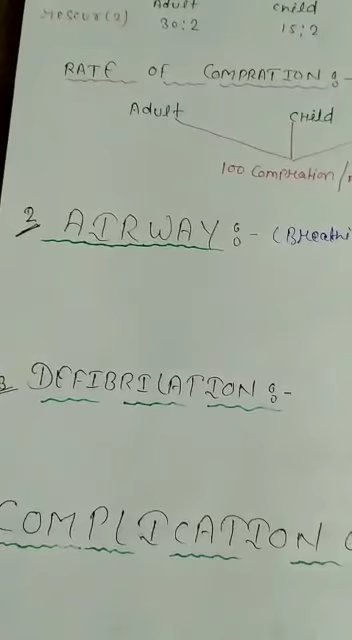 Adult Child
Rescur(2) 30:2 15:2
RATE OF COMPRATION :-
Adult Child
100 Compration/
2 AIRWAY :- (Breathi
3 DEFIBRILATION :-
COMPLICATION